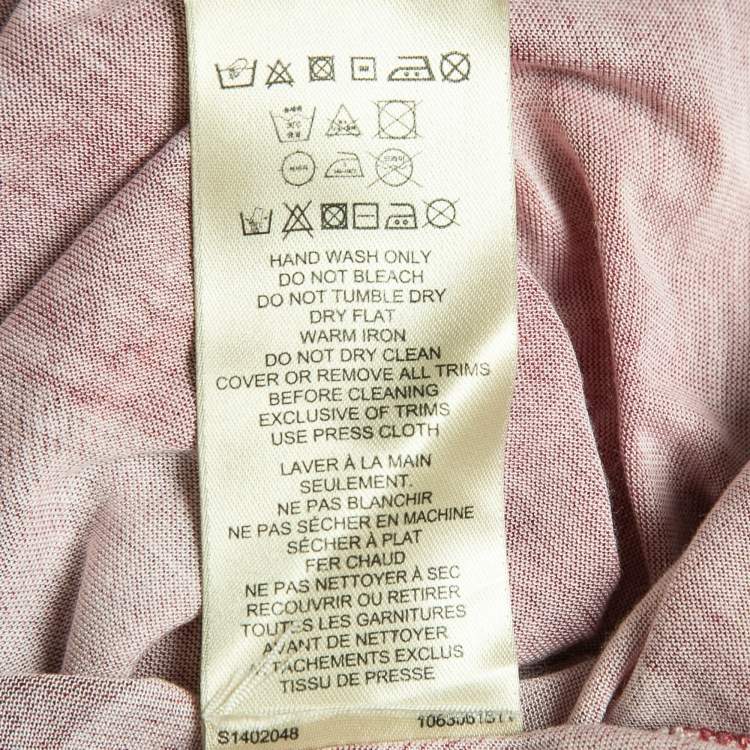 HAND WASH ONLY
DO NOT BLEACH
DO NOT TUMBLE DRY
DRY FLAT
WARM IRON
DO NOT DRY CLEAN
COVER OR REMOVE ALL TRIMS
BEFORE CLEANING
EXCLUSIVE OF TRIMS
USE PRESS CLOTH
LAVER À LA MAIN
SEULEMENT.
NE PAS BLANCHIR
NE PAS SÉCHER EN MACHINE
SÉCHER À PLAT
FER CHAUD
NE PAS NETTOYER À SEC
RECOUVRIR OU RETIRER
TOUTES LES GARNITURES
AVANT DE NETTOYER
ATTACHEMENTS EXCLUS
TISSU DE PRESSE
S1402048